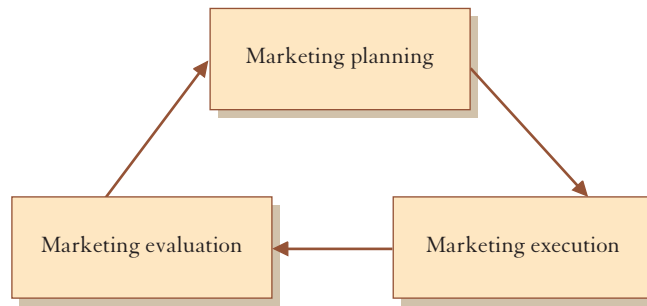 Marketing planning
Marketing evaluation
Marketing execution